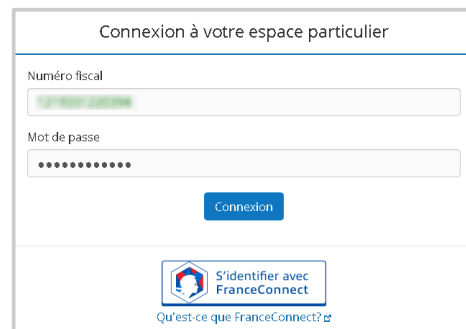 Connexion à votre espace particulier
Numéro fiscal
Mot de passe
••••••••••••
Connexion
S'identifier avec
FranceConnect
Qu'est-ce que FranceConnect?